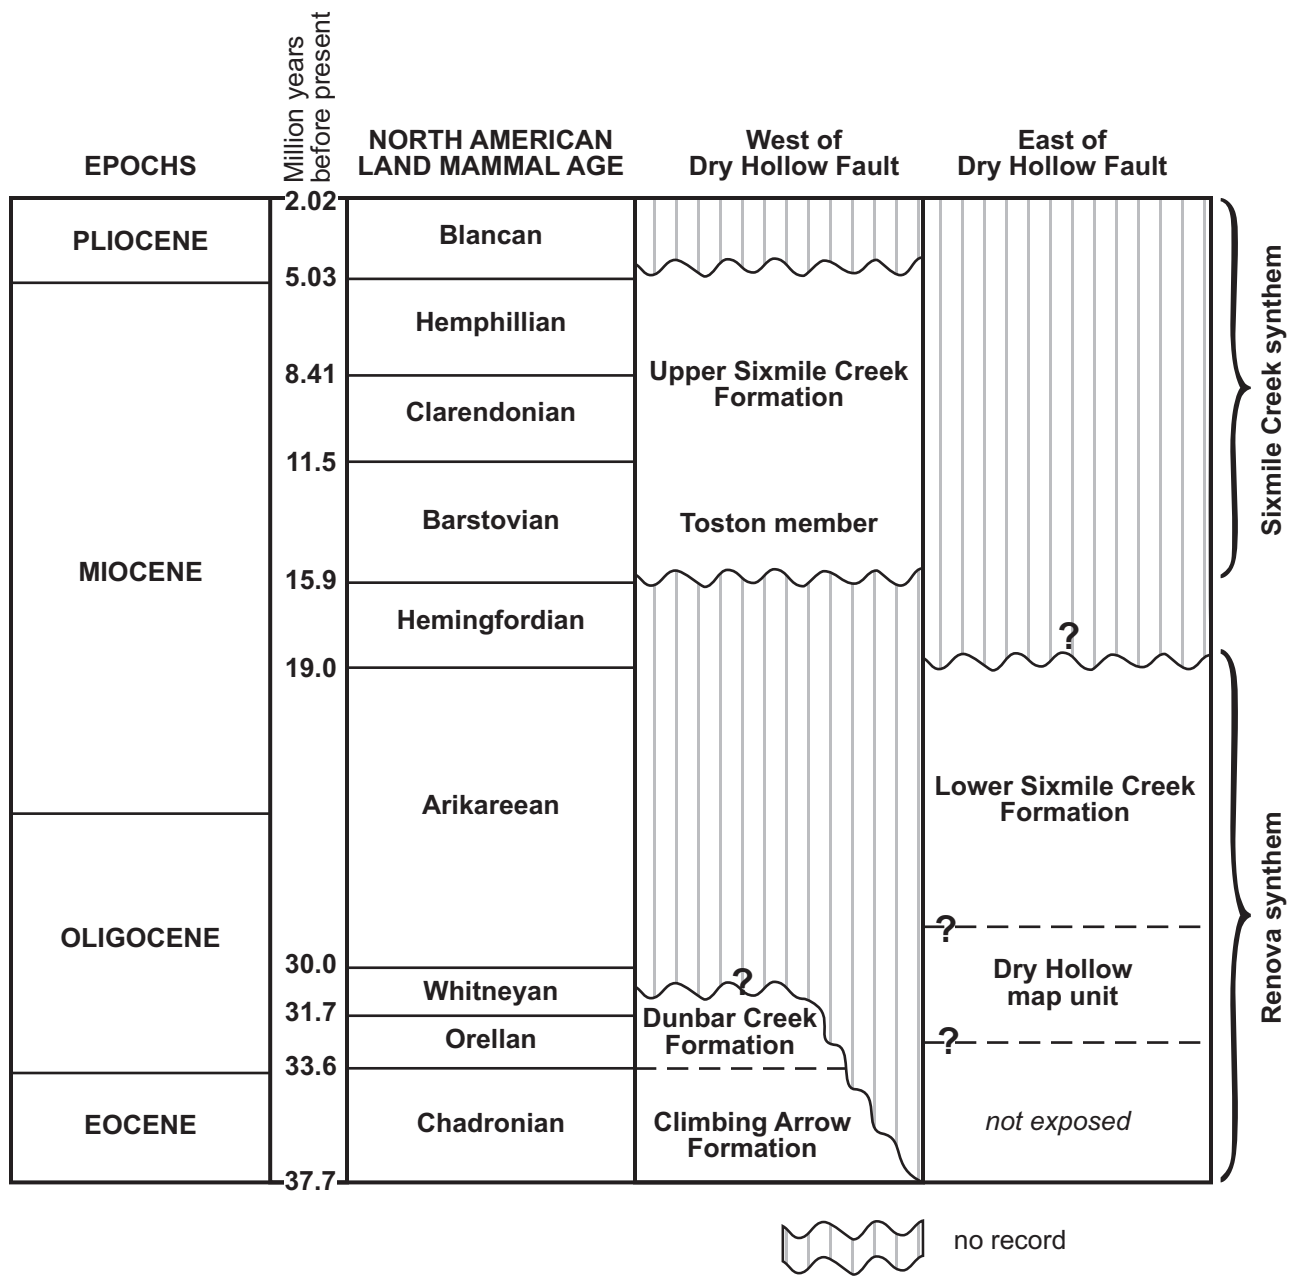 Million years
before present
EPOCHS
NORTH AMERICAN
LAND MAMMAL AGE
West of
Dry Hollow Fault
East of
Dry Hollow Fault
2.02
PLIOCENE
Blancan
5.03
Hemphillian
8.41
Upper Sixmile Creek
Formation
Clarendonian
Sixmile Creek synthem
11.5
Barstovian
Toston member
MIOCENE
15.9
Hemingfordian
?
19.0
Arikareean
Lower Sixmile Creek
Formation
Renova synthem
OLIGOCENE
?
30.0
Dry Hollow
map unit
Whitneyan
?
31.7
Dunbar Creek
Formation
Orellan
?
33.6
EOCENE
Chadronian
Climbing Arrow
Formation
not exposed
37.7
no record